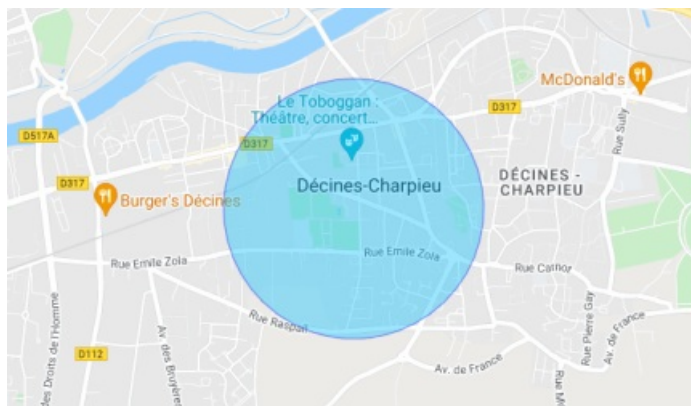 McDonald's
Le Toboggan :
Théâtre, concert...
D317
D517A
D317
Rue Sully
D317
Décines-Charpieu
DÉCINES -
CHARPIEU
Burger's Décines
Rue Emile Zola
Rue Emile Zola
Rue Carnot
Rue Raspail
Rue Pierre Gay
Av. de France
des Droits de l'Homme
Av. des Bruyères
D112
Av. de France